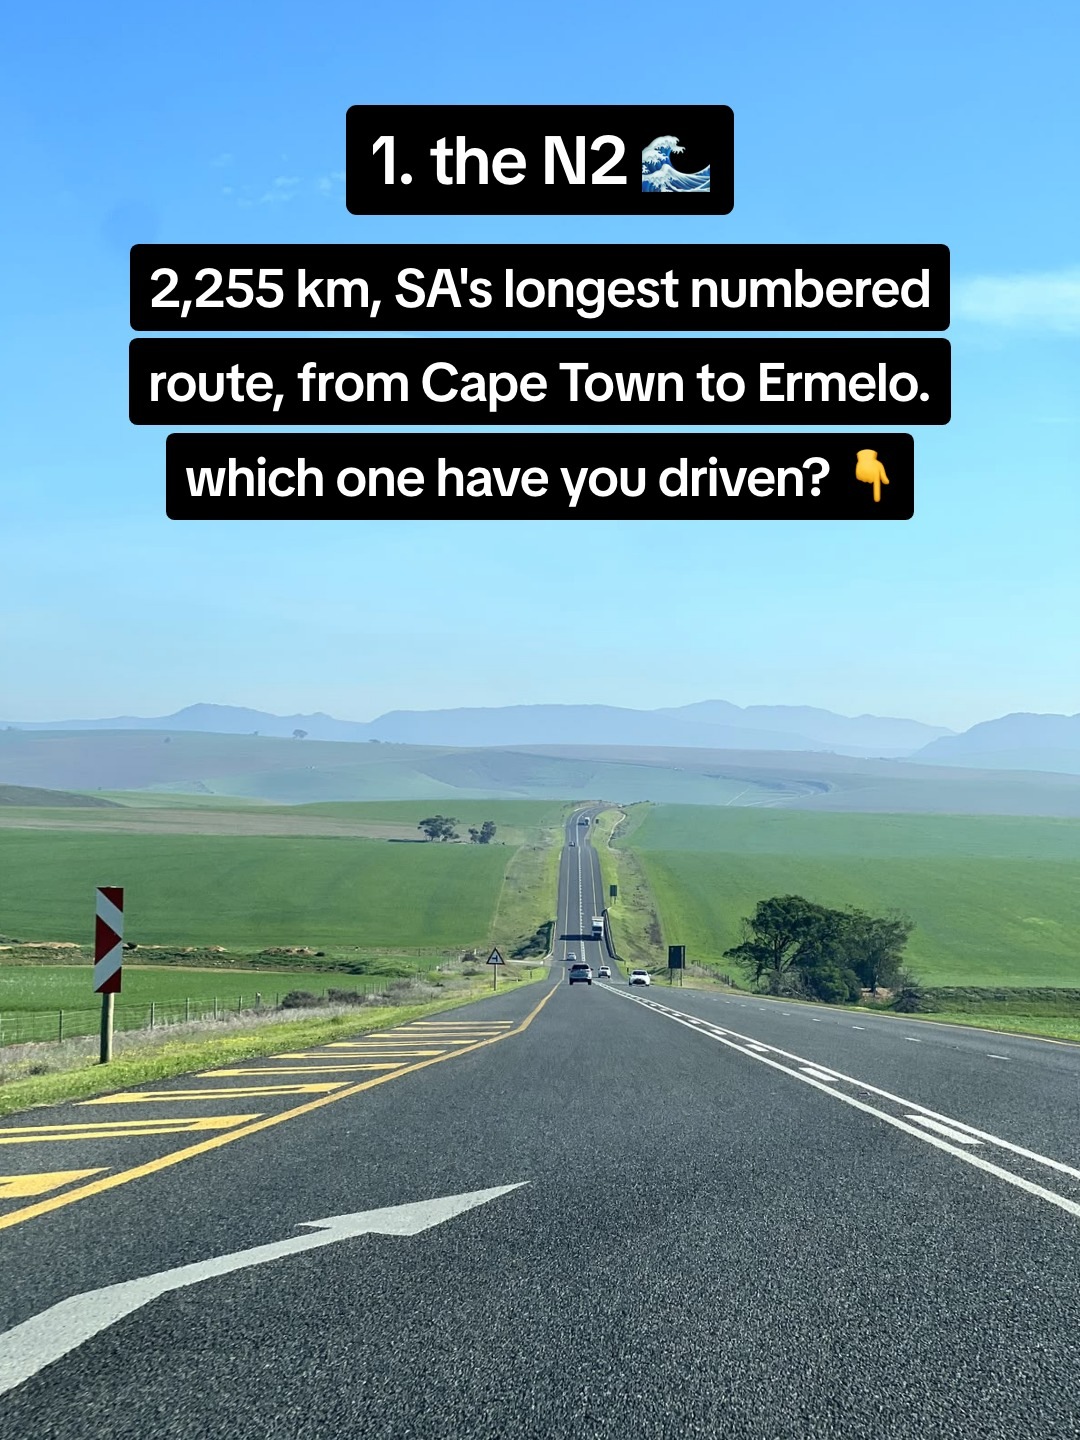 1. the N2 🌊
2,255 km, SA's longest numbered
route, from Cape Town to Ermelo.
which one have you driven? 👇